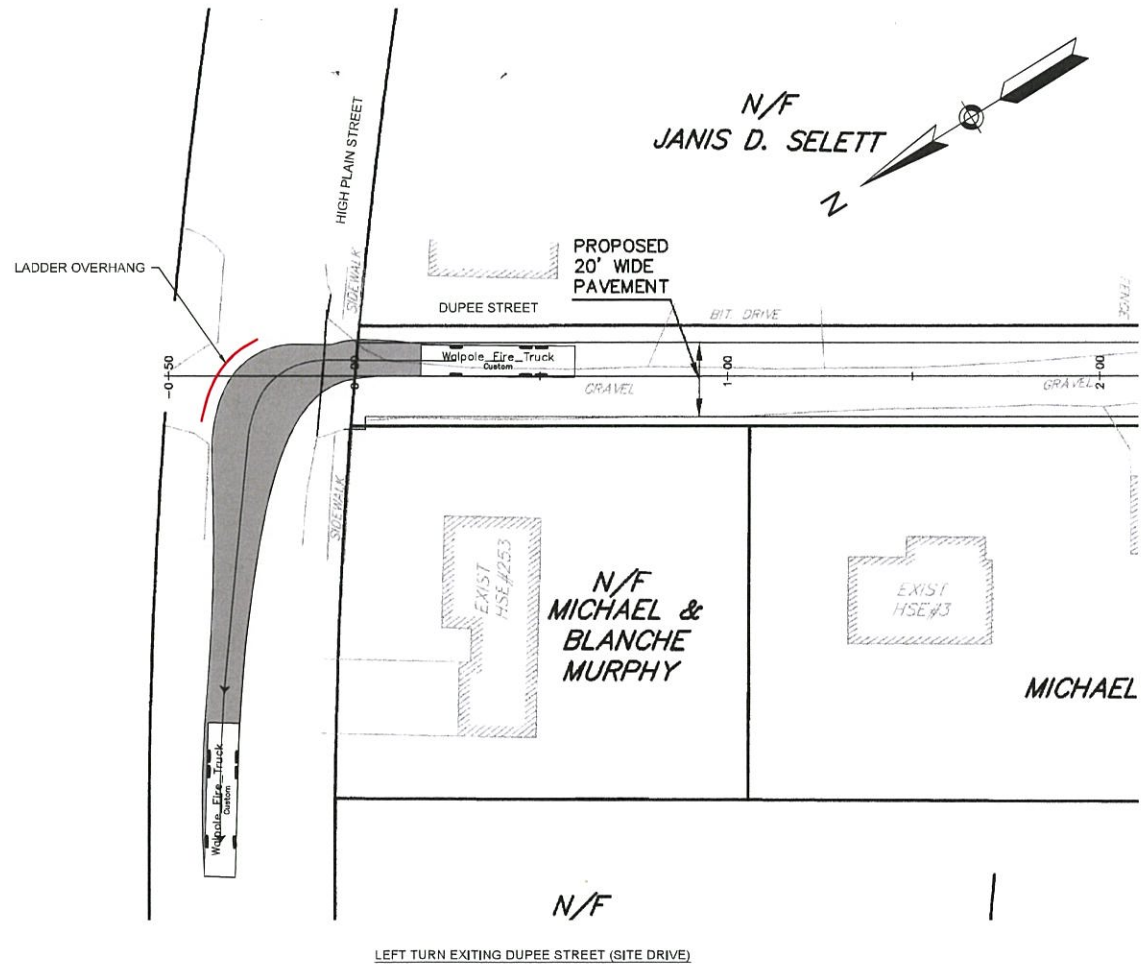 N/F
JANIS D. SELETT
N
HIGH PLAIN STREET
SIDEWALK
LADDER OVERHANG
PROPOSED
20' WIDE
PAVEMENT
DUPEE STREET
BIT. DRIVE
FENCE
Walpole_Fire_Truck
Custom
-0+50
0+00
1+00
2+00
GRAVEL
GRAVEL
SIDEWALK
EXIST
HSE#253
N/F
MICHAEL &
BLANCHE
MURPHY
EXIST
HSE#3
MICHAEL
Walpole_Fire_Truck
Custom
N/F
LEFT TURN EXITING DUPEE STREET (SITE DRIVE)